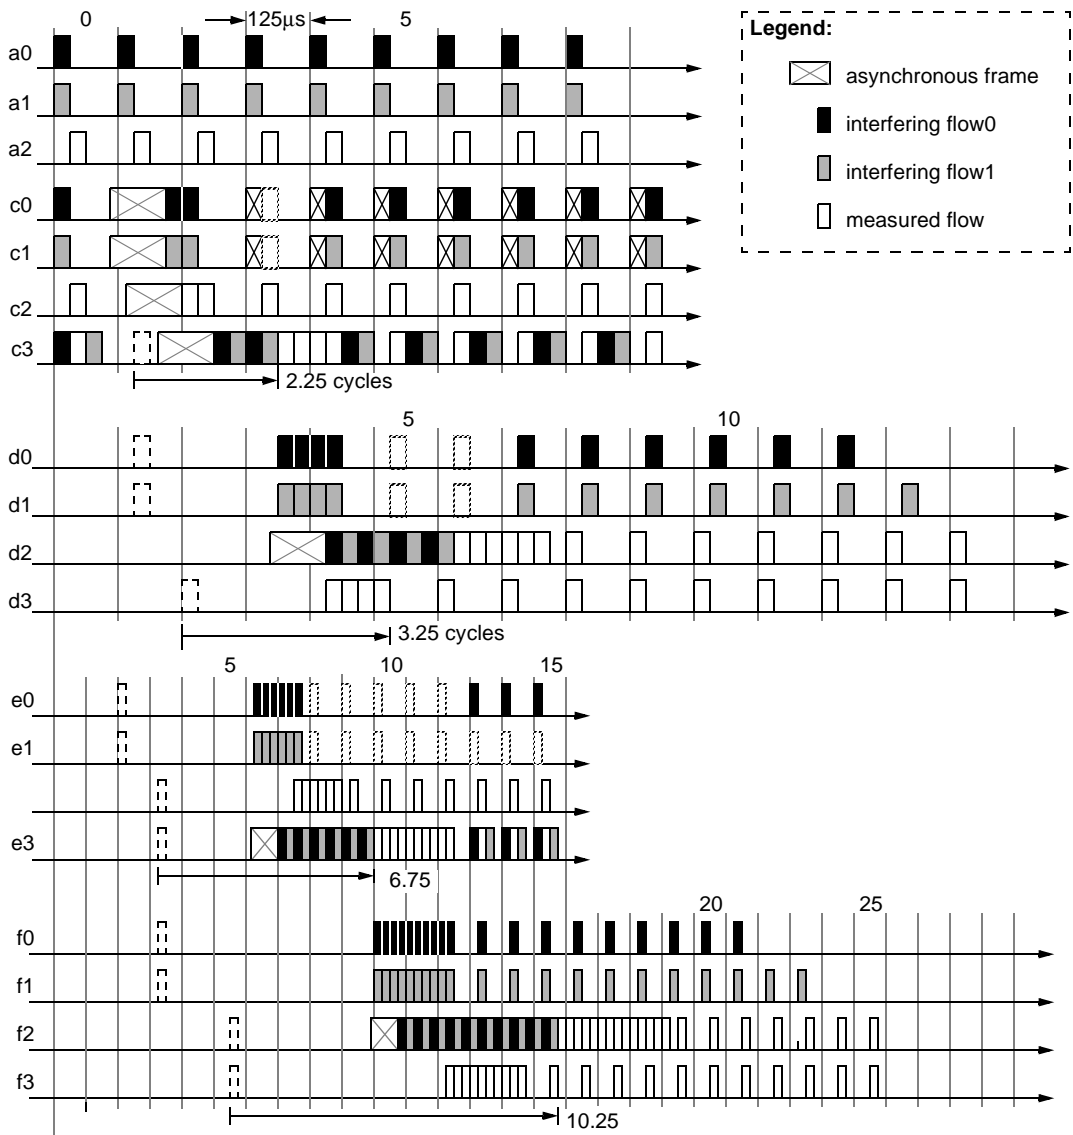 0
125µs
5
a0
a1
a2
c0
c1
c2
c3
2.25 cycles
Legend:
asynchronous frame
interfering flow0
interfering flow1
measured flow
5
10
d0
d1
d2
d3
3.25 cycles
5
10
15
e0
e1
e3
6.75
20
25
f0
f1
f2
f3
10.25